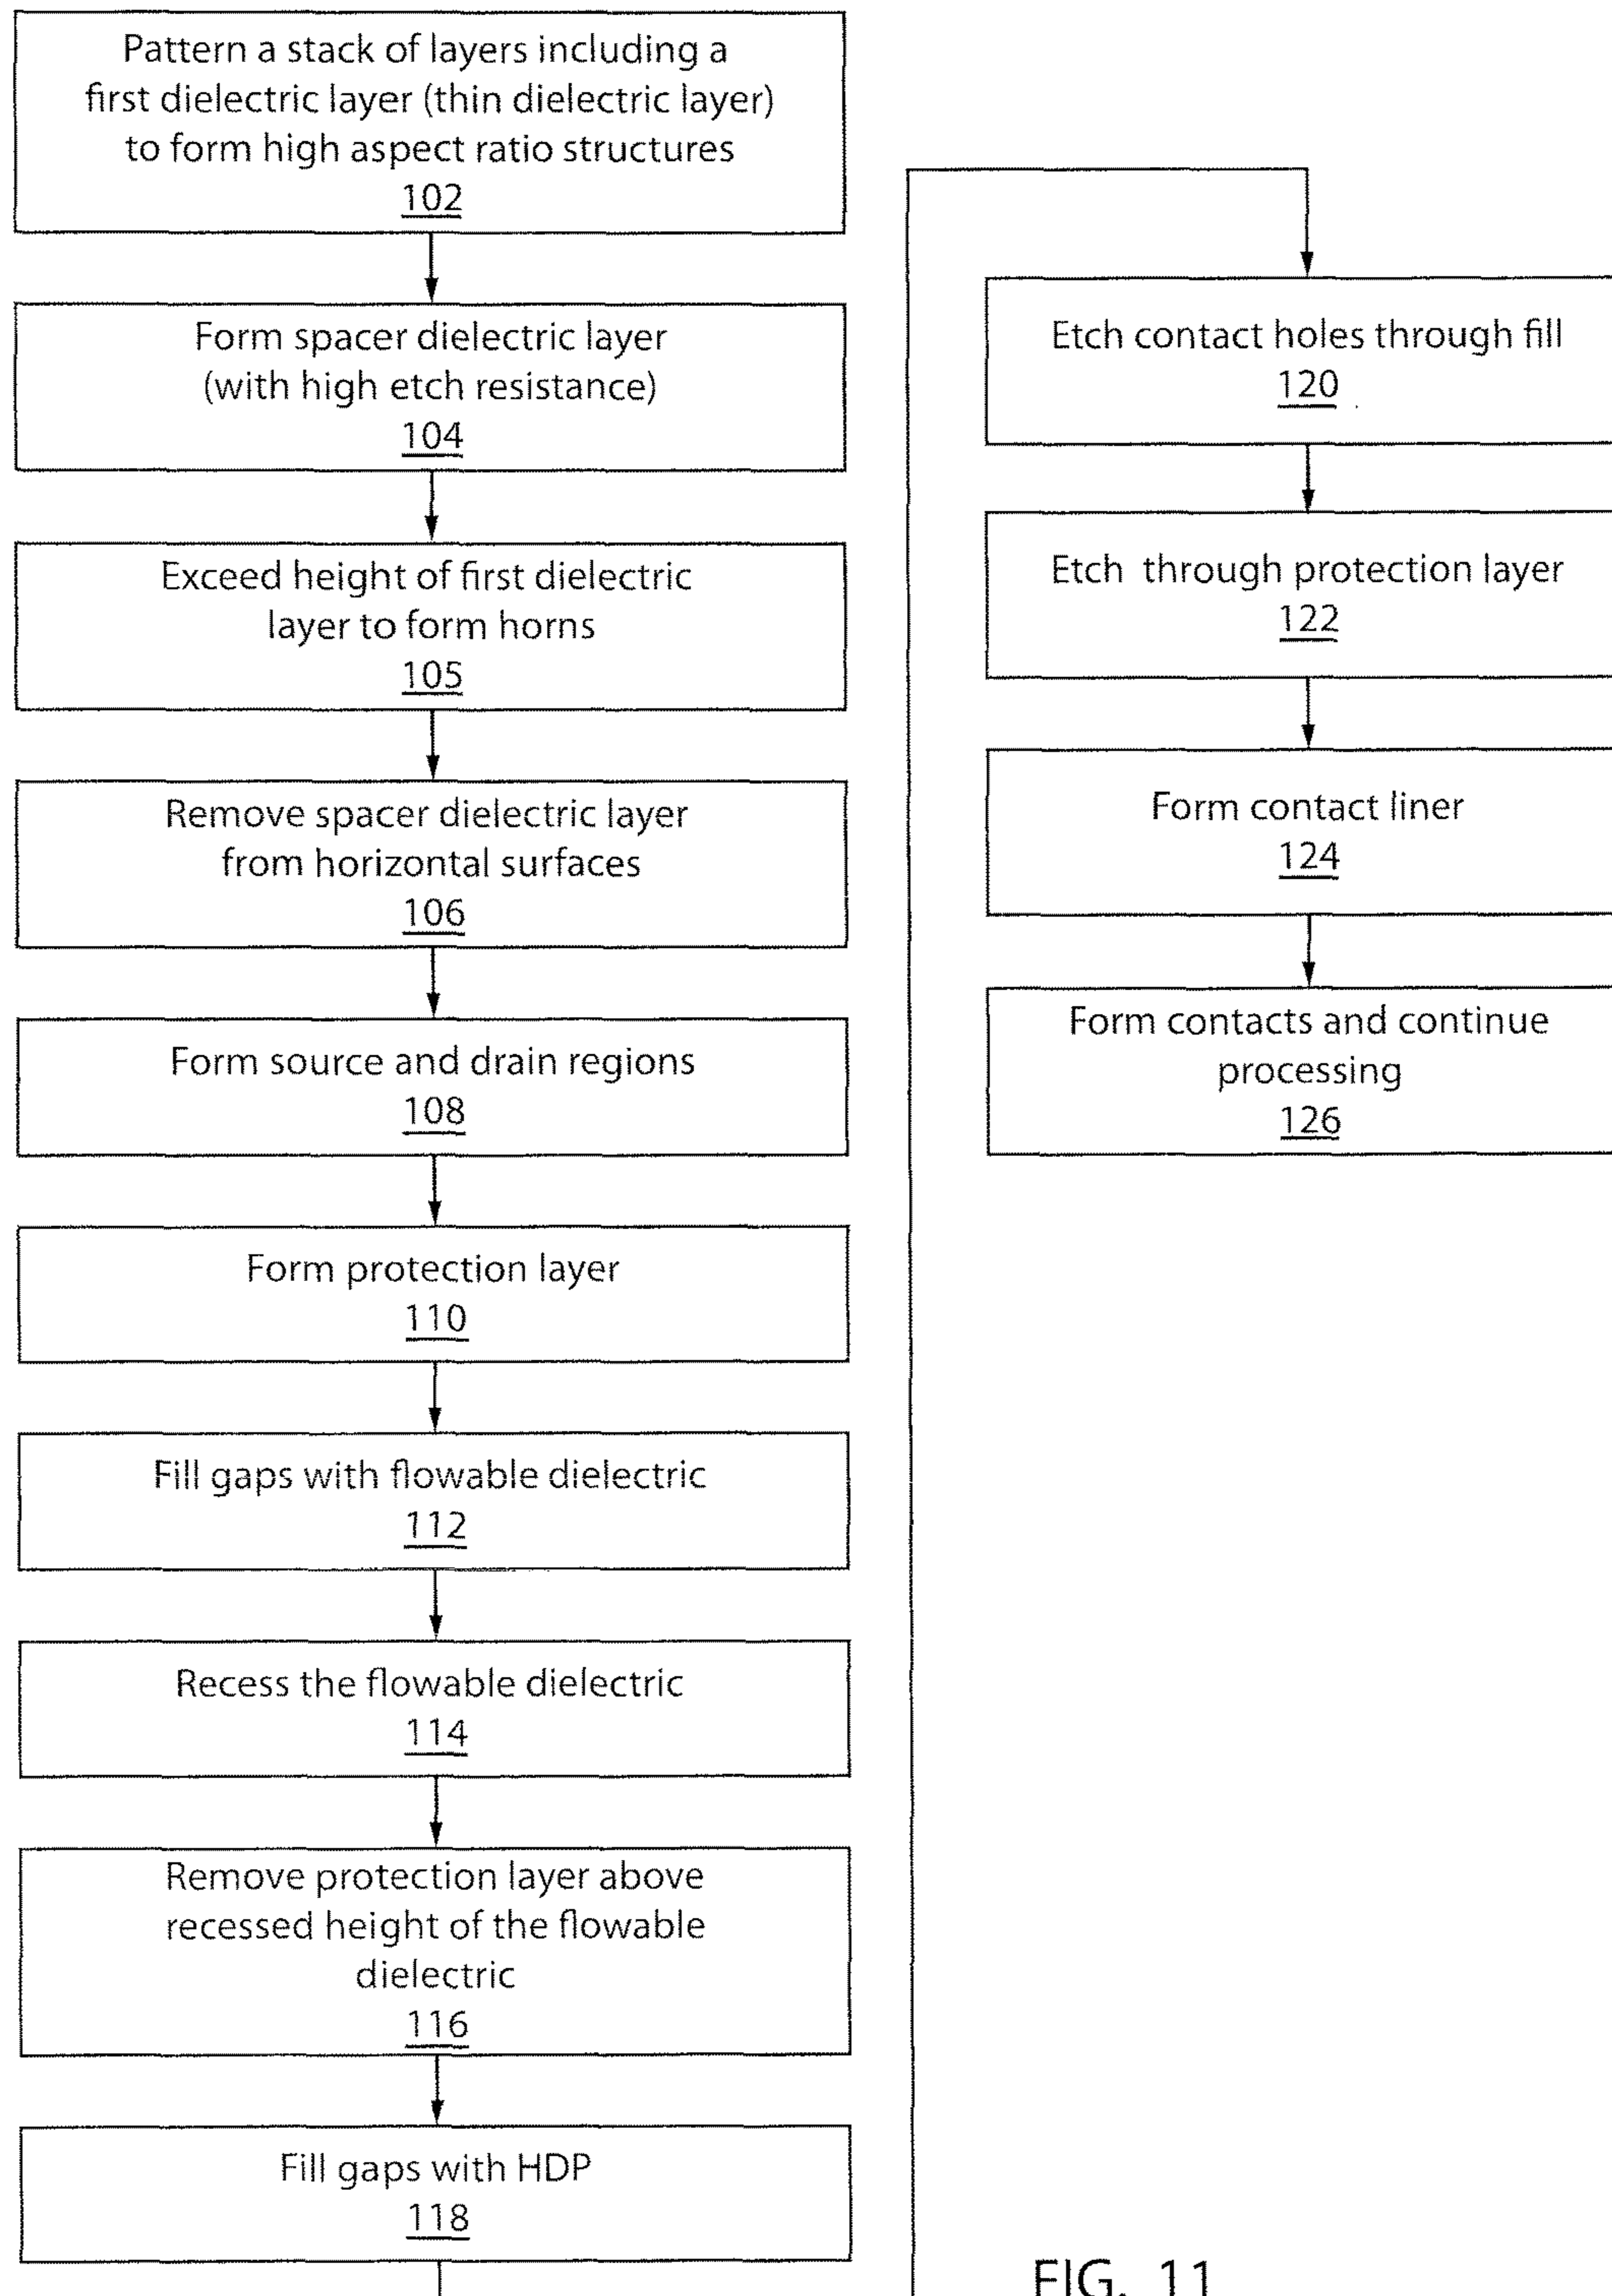 Pattern a stack of layers including a
first dielectric layer (thin dielectric layer)
to form high aspect ratio structures
102
Form spacer dielectric layer
(with high etch resistance)
104
Exceed height of first dielectric
layer to form horns
105
Remove spacer dielectric layer
from horizontal surfaces
106
Form source and drain regions
108
Form protection layer
110
Fill gaps with flowable dielectric
112
Recess the flowable dielectric
114
Remove protection layer above
recessed height of the flowable
dielectric
116
Fill gaps with HDP
118
Etch contact holes through fill
120
Etch through protection layer
122
Form contact liner
124
Form contacts and continue
processing
126
FIG. 11